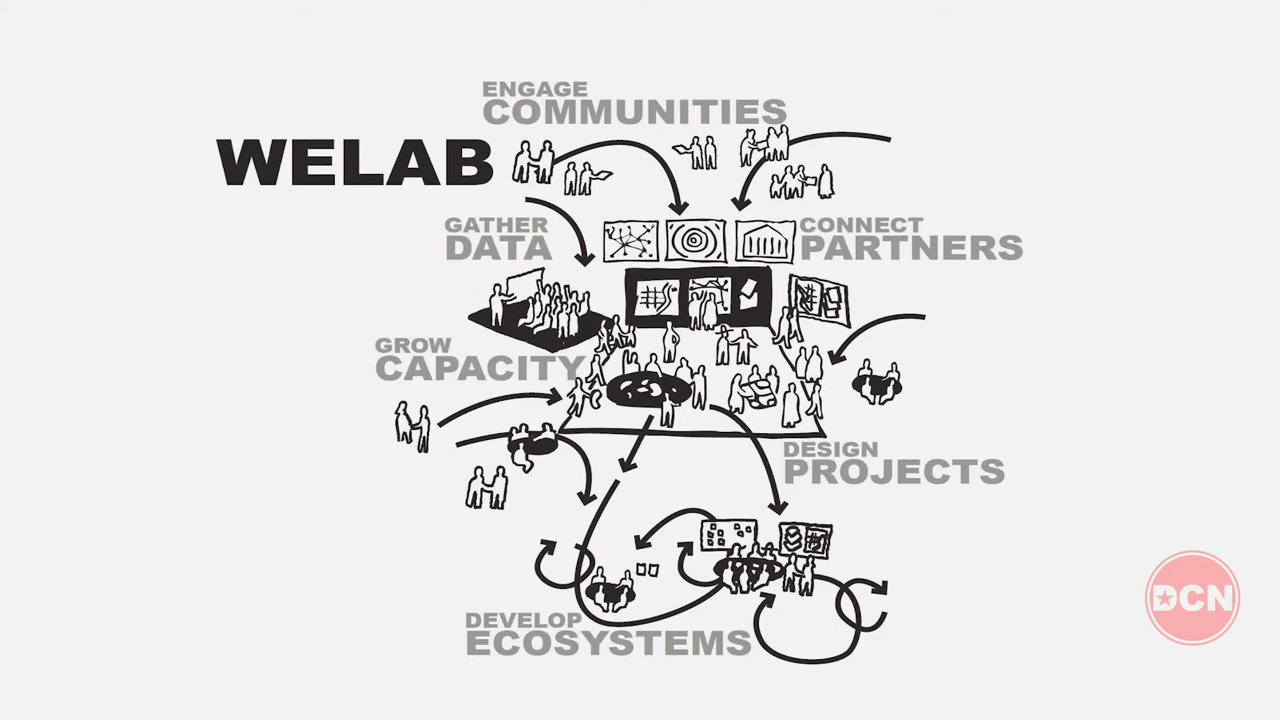 ENGAGE
COMMUNITIES
WELAB
GATHER
DATA
CONNECT
PARTNERS
GROW
CAPACITY
DESIGN
PROJECTS
DEVELOP
ECOSYSTEMS
DCN